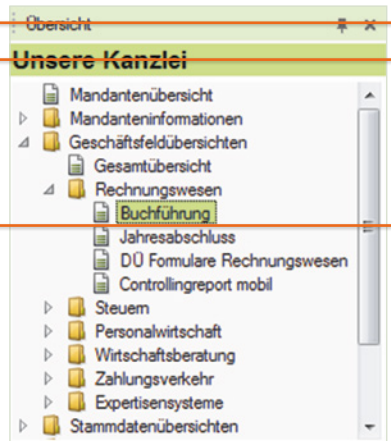 Übersicht
Unsere Kanzlei
Mandantenübersicht
Mandanteninformationen
Geschäftsfeldübersichten
Gesamtübersicht
Rechnungswesen
Buchführung
Jahresabschluss
DÜ Formulare Rechnungswesen
Controllingreport mobil
Steuern
Personalwirtschaft
Wirtschaftsberatung
Zahlungsverkehr
Expertisensysteme
Stammdatenübersichten